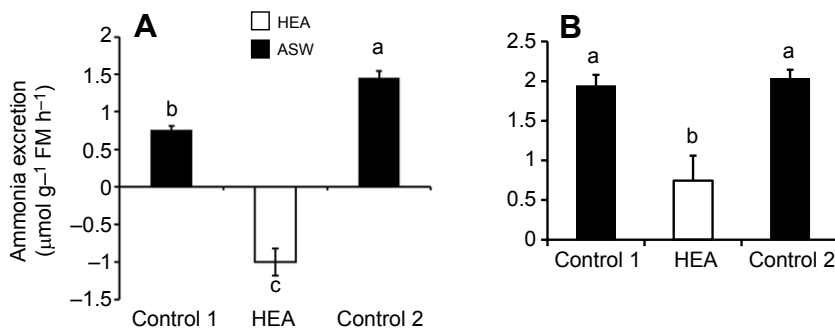 A
HEA
ASW
Ammonia excretion
(μmol g–1 FM h–1)
2
1.5
1
0.5
0
–0.5
–1
–1.5
b
c
a
Control 1 HEA Control 2
B
2.5
2
1.5
1
0.5
0
a
b
a
Control 1 HEA Control 2